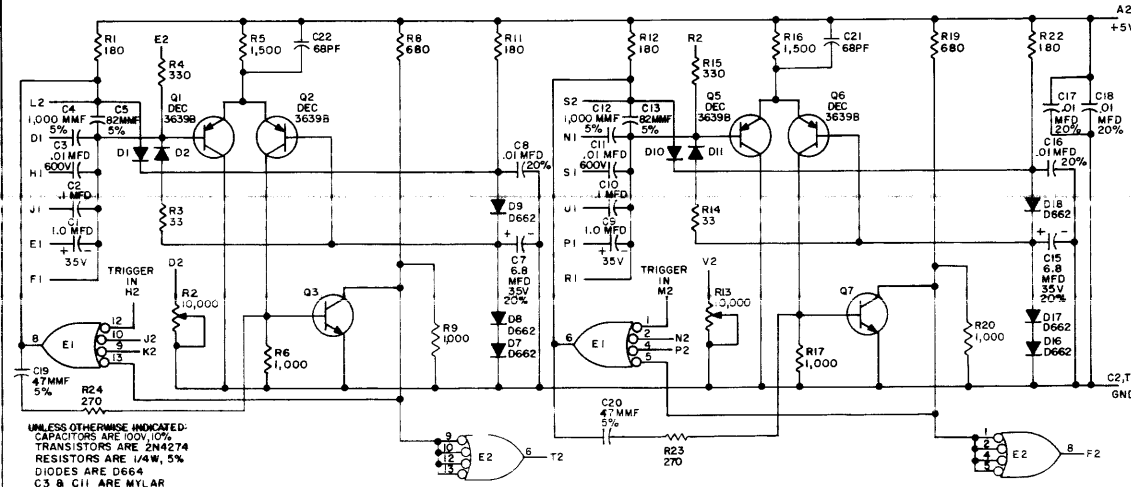 A2
+5V
R1
180
E2
R4
330
R5
1,500
C22
68PF
R8
680
R11
180
R12
180
R2
R15
330
R16
1,500
C21
68PF
R19
680
R22
180
L2
C4
1,000 MMF
5%
C5
82MMF
5%
Q1
DEC
3639B
Q2
DEC
3639B
D1
C3
.01 MFD
600V
D1
D2
C8
.01 MFD
20%
H1
C2
.1 MFD
J1
C1
1.0 MFD
E1
+
-
35V
F1
R3
33
D9
D662
+
-
C7
6.8
MFD
35V
20%
D8
D662
D7
D662
TRIGGER
IN
H2
D2
R2
10,000
Q3
R9
1,000
R6
1,000
8
E1
12
10
9
13
J2
K2
C19
47MMF
5%
R24
270
S2
C12
1,000 MMF
5%
C13
82MMF
5%
Q5
DEC
3639B
Q6
DEC
3639B
N1
C11
.01 MFD
600V
D10
D11
S1
C10
.1 MFD
U1
C9
1.0 MFD
P1
+
-
35V
R1
R14
33
C17
.01
MFD
20%
C18
.01
MFD
20%
C16
.01 MFD
20%
D18
D662
+
-
C15
6.8
MFD
35V
20%
D17
D662
D16
D662
TRIGGER
IN
M2
V2
R13
10,000
Q7
R20
1,000
R17
1,000
6
E1
1
2
4
5
N2
P2
C20
47MMF
5%
R23
270
C2,T
GND
9
10
12
13
E2
6
T2
1
2
4
5
E2
8
F2
UNLESS OTHERWISE INDICATED:
CAPACITORS ARE 100V, 10%
TRANSISTORS ARE 2N4274
RESISTORS ARE 1/4W, 5%
DIODES ARE D664
C3 & C11 ARE MYLAR